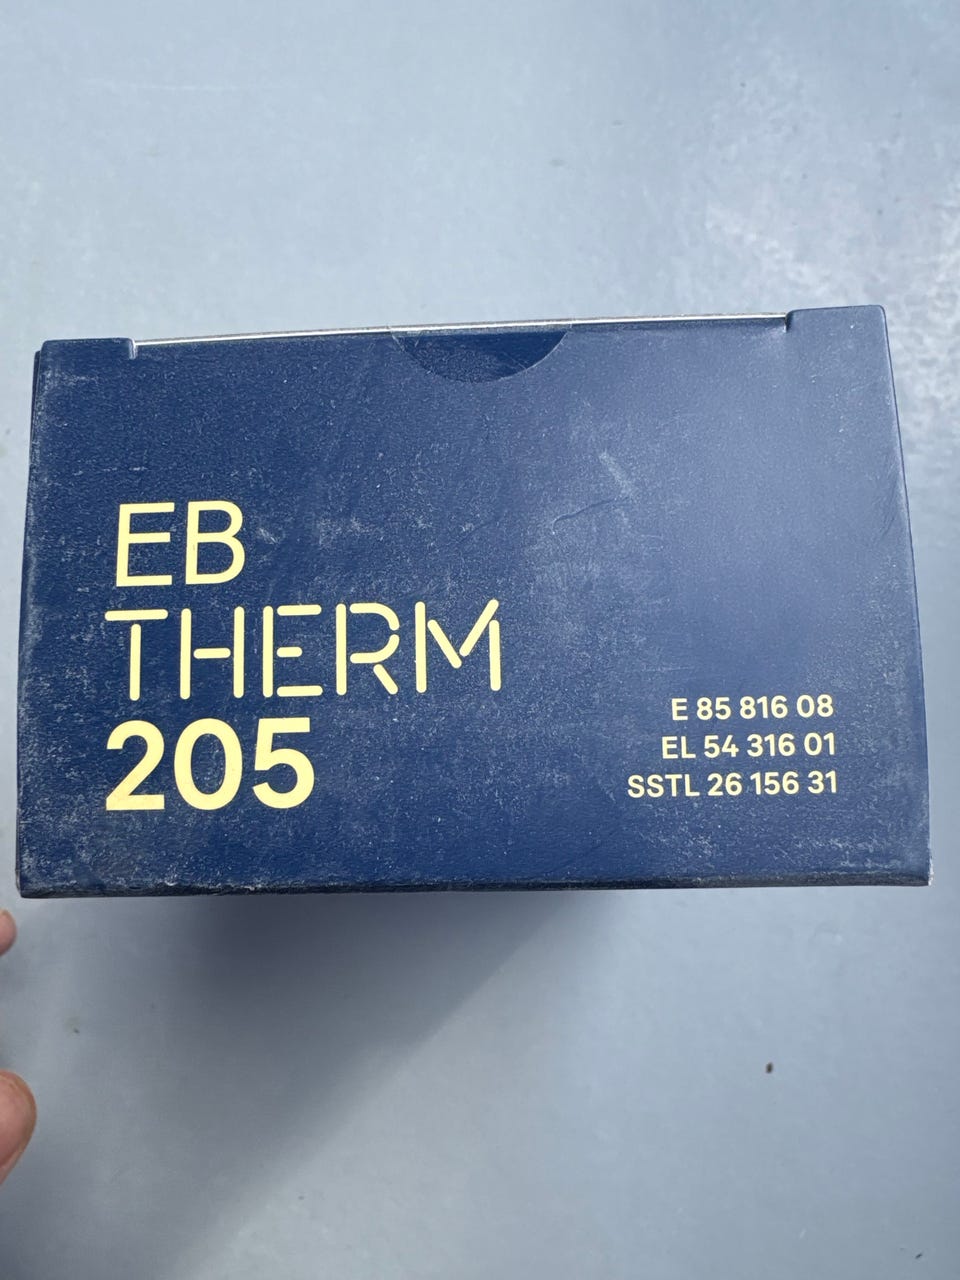 EB
THERM
205
E 85 816 08
EL 54 316 01
SSTL 26 156 31